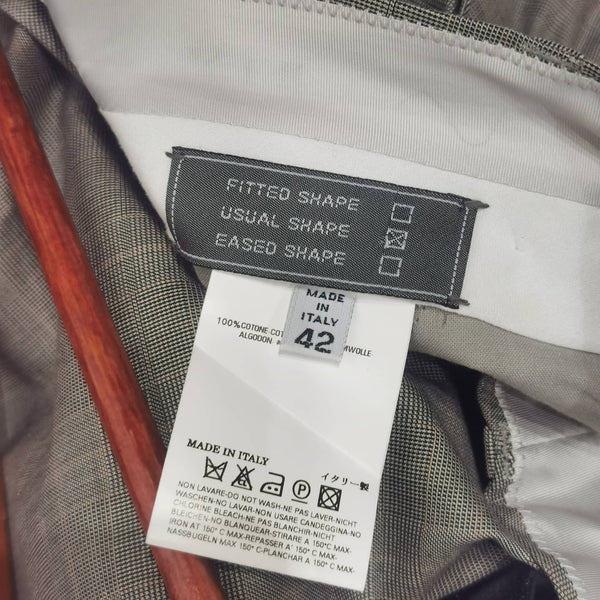 FITTED SHAPE
USUAL SHAPE
EASED SHAPE
MADE
IN
ITALY
42
100%COTONE-COT
MWOLLE-
ALGODON
MADE IN ITALY
イタリー製
P
NON LAVARE-DO NOT WASH-NE PAS LAVER-NICHT
WASCHEN-NO LAVAR-NON USARE CANDEGGINA-NO
CHLORINE BLEACH-NE PAS BLANCHIR-NICHT
BLEICHEN-NO BLANQUEAR-STIRARE A 150°C MAX-
IRON AT 150° C MAX-REPASSER A' 150° C MAX-
NASSBUGELN MAX 150° C-PLANCHAR A 150°C MAX-